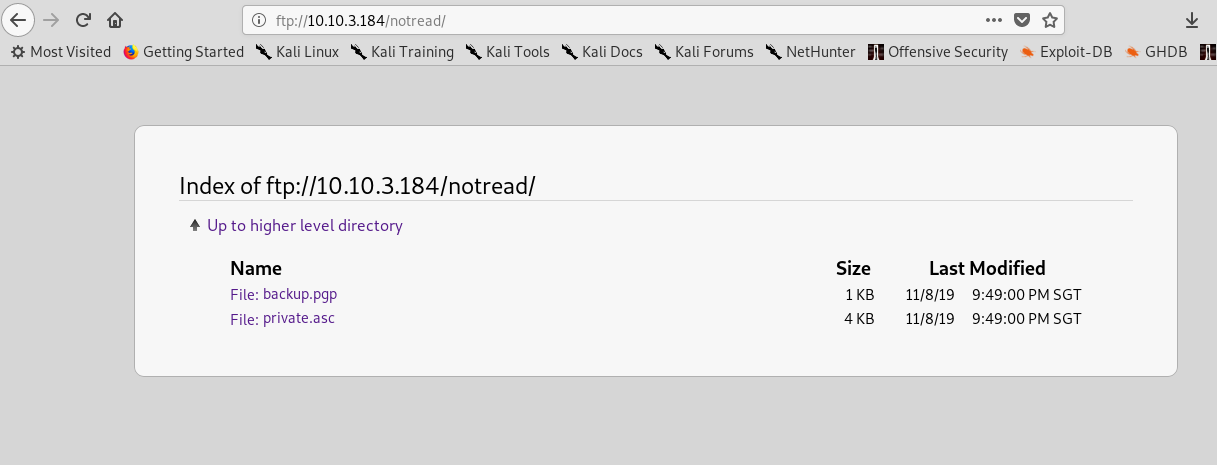 ftp://10.10.3.184/notread/
Most Visited Getting Started Kali Linux Kali Training Kali Tools Kali Docs Kali Forums NetHunter Offensive Security Exploit-DB GHDB
Index of ftp://10.10.3.184/notread/
Up to higher level directory
Name Size Last Modified
File: backup.pgp 1 KB 11/8/19 9:49:00 PM SGT
File: private.asc 4 KB 11/8/19 9:49:00 PM SGT